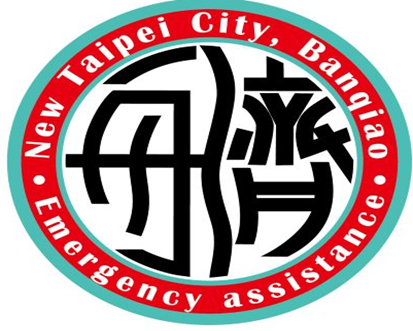 New Taipei City, Banqiao
Emergency assistance